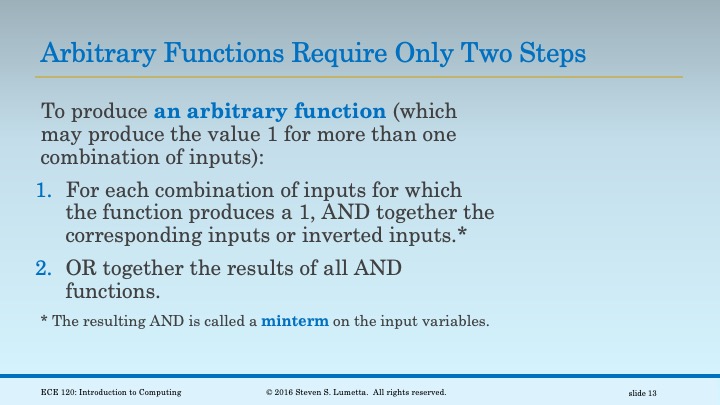 Arbitrary Functions Require Only Two Steps
To produce an arbitrary function (which
may produce the value 1 for more than one
combination of inputs):
1. For each combination of inputs for which
the function produces a 1, AND together the
corresponding inputs or inverted inputs.*
2. OR together the results of all AND
functions.
* The resulting AND is called a minterm on the input variables.
ECE 120: Introduction to Computing © 2016 Steven S. Lumetta. All rights reserved. slide 13